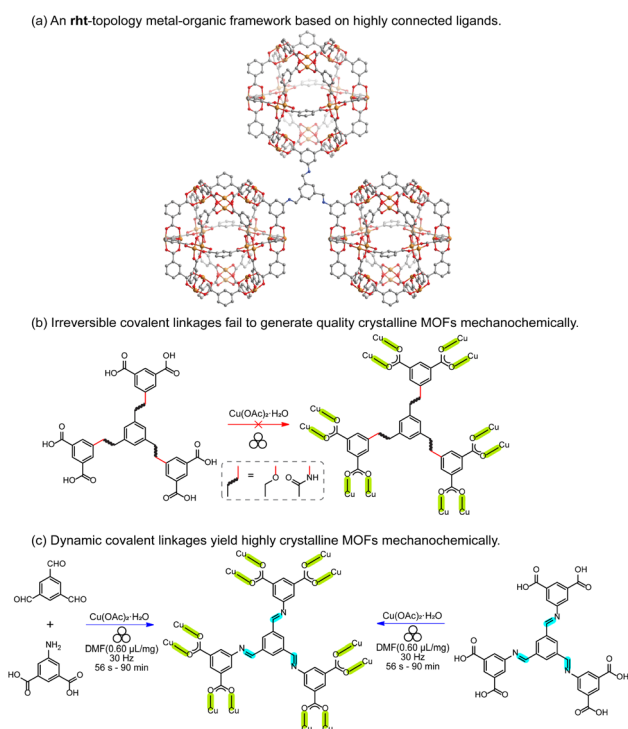 (a) An rht-topology metal-organic framework based on highly connected ligands.
(b) Irreversible covalent linkages fail to generate quality crystalline MOFs mechanochemically.
O
OH
O
HO
OH
O
O
HO
HO
O
O
OH
O
OH
Cu(OAc)₂·H₂O
=
O
O
NH
Cu
Cu
Cu
Cu
O
O
O
O
Cu
Cu
Cu
Cu
O
O
O
O
O
O
O
O
Cu
Cu
Cu
Cu
(c) Dynamic covalent linkages yield highly crystalline MOFs mechanochemically.
CHO
OHC
CHO
+
NH₂
O
O
HO
OH
Cu(OAc)₂·H₂O
DMF(0.60 μL/mg)
30 Hz
56 s - 90 min
Cu
Cu
Cu
Cu
O
O
O
O
N
Cu
Cu
O
O
O
O
N
N
Cu
Cu
O
O
O
O
Cu
Cu
Cu
Cu
Cu(OAc)₂·H₂O
DMF(0.60 μL/mg)
30 Hz
56 s - 90 min
O
OH
O
HO
OH
O
N
O
HO
HO
O
N
N
O
OH
O
OH